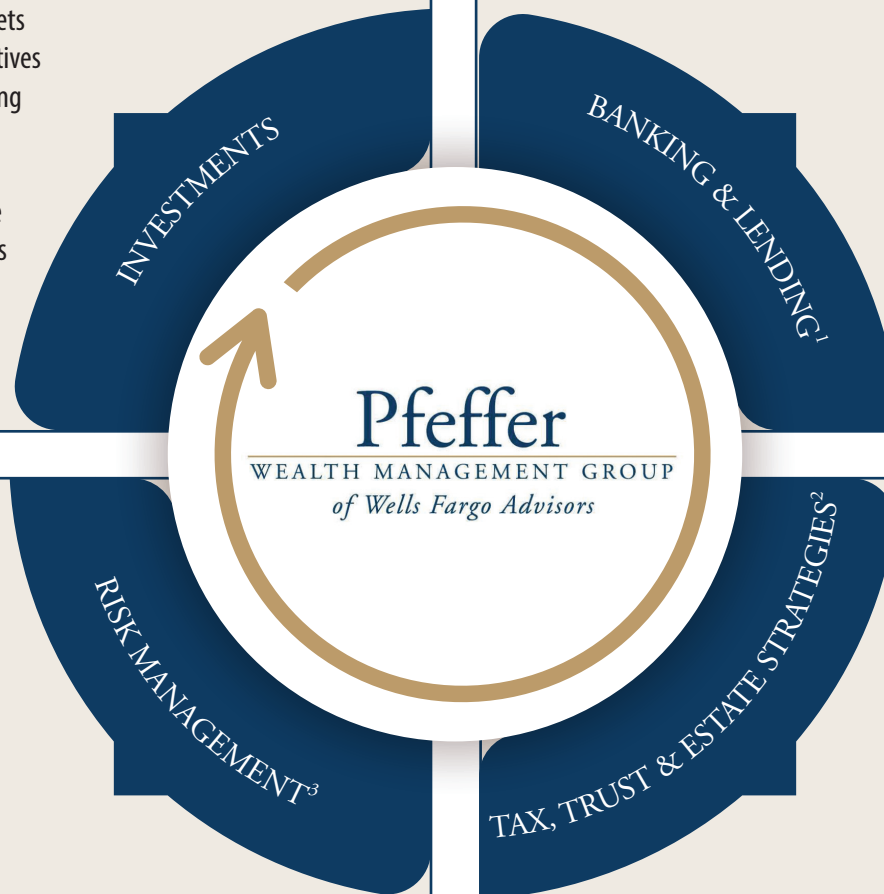 INVESTMENTS
BANKING & LENDING¹
Pfeffer
WEALTH MANAGEMENT GROUP
of Wells Fargo Advisors
RISK MANAGEMENT³
TAX, TRUST & ESTATE STRATEGIES²